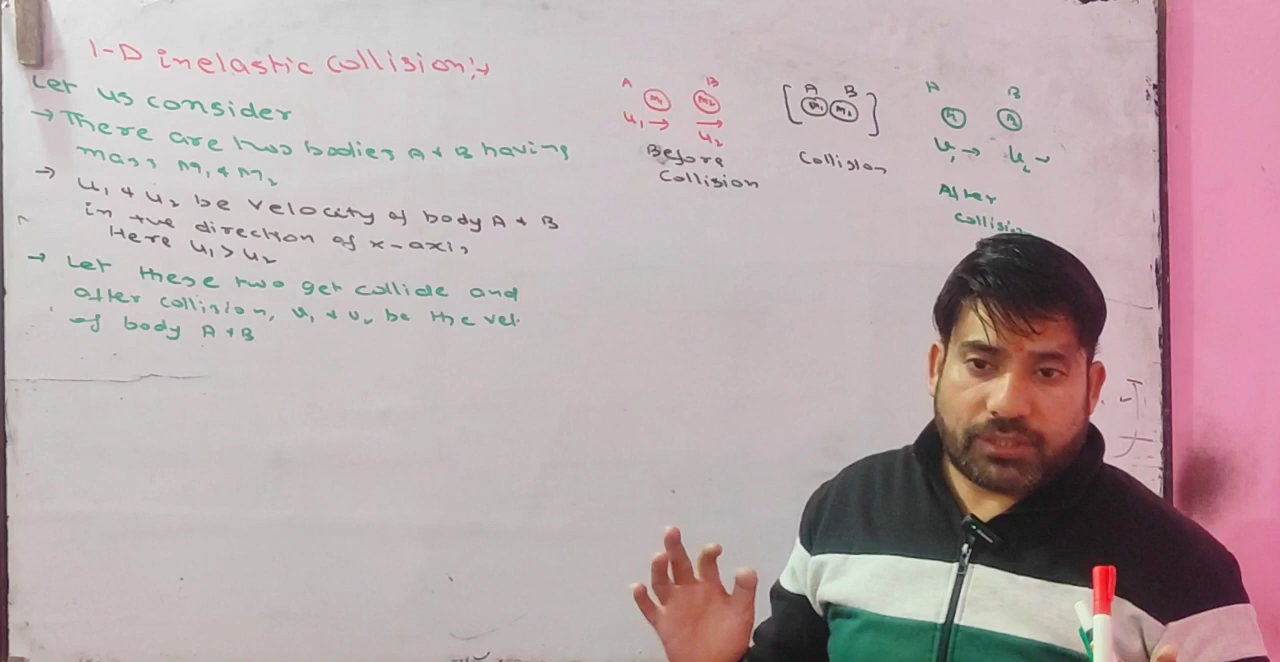 1-D inelastic collision:→
Let us consider
→ There are two bodies A & B having
mass m₁ & m₂
→ u₁ & u₂ be velocity of body A & B
in +ve direction of x-axis
Here u₁ > u₂
→ Let these two get collide and
after collision, v₁ & v₂ be the vel.
of body A & B
A B
m₁ m₂
u₁ → → u₂
Before
Collision
[ A B ]
m₁ m₂
Collision
A B
v₁ → v₂
After
collision